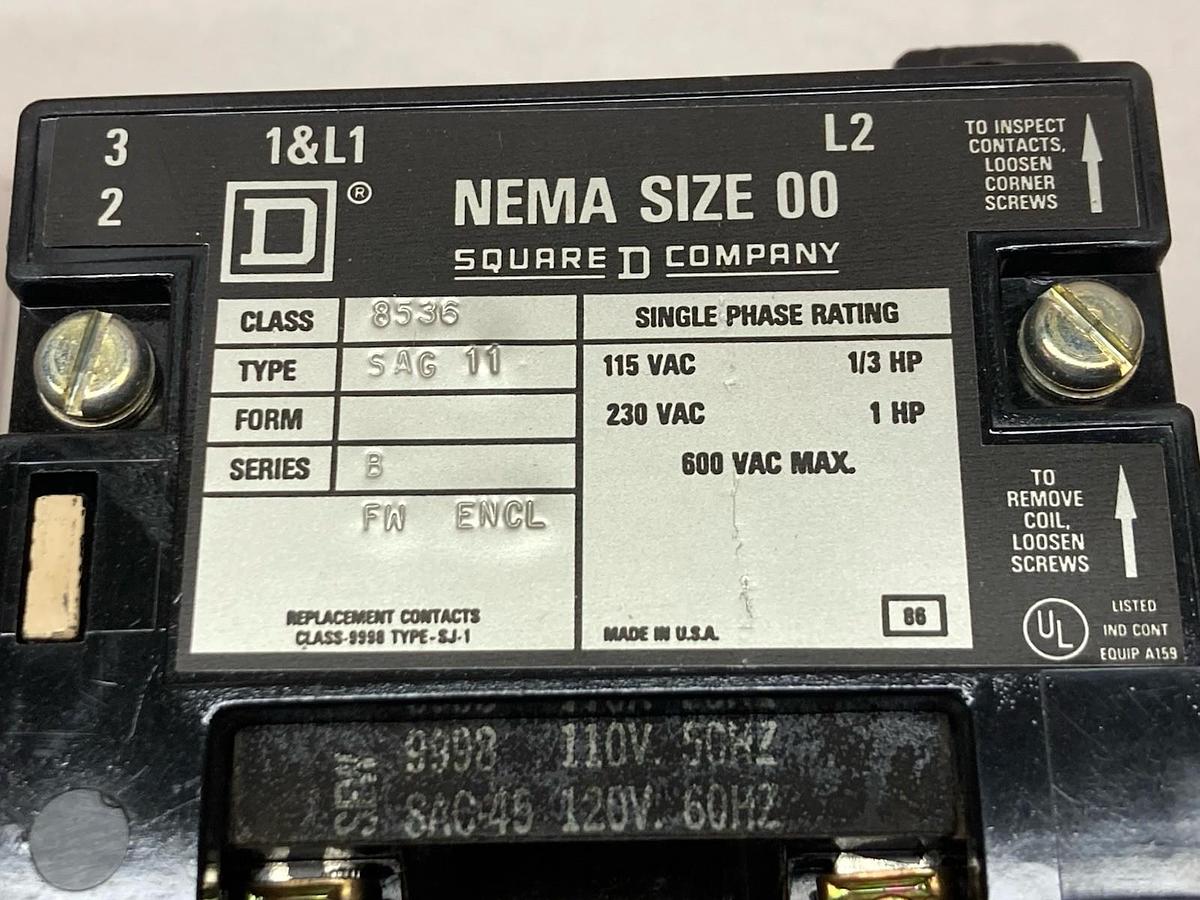 3
2
1&L1
L2
D ®
NEMA SIZE 00
SQUARE D COMPANY
TO INSPECT
CONTACTS,
LOOSEN
CORNER
SCREWS
CLASS 8536
TYPE SAG 11
FORM
SERIES B
FW ENCL
REPLACEMENT CONTACTS
CLASS-9998 TYPE-SJ-1
SINGLE PHASE RATING
115 VAC 1/3 HP
230 VAC 1 HP
600 VAC MAX.
MADE IN U.S.A.
86
TO
REMOVE
COIL,
LOOSEN
SCREWS
UL
LISTED
IND CONT
EQUIP A159
9998 110V. 50HZ
120V. 60HZ